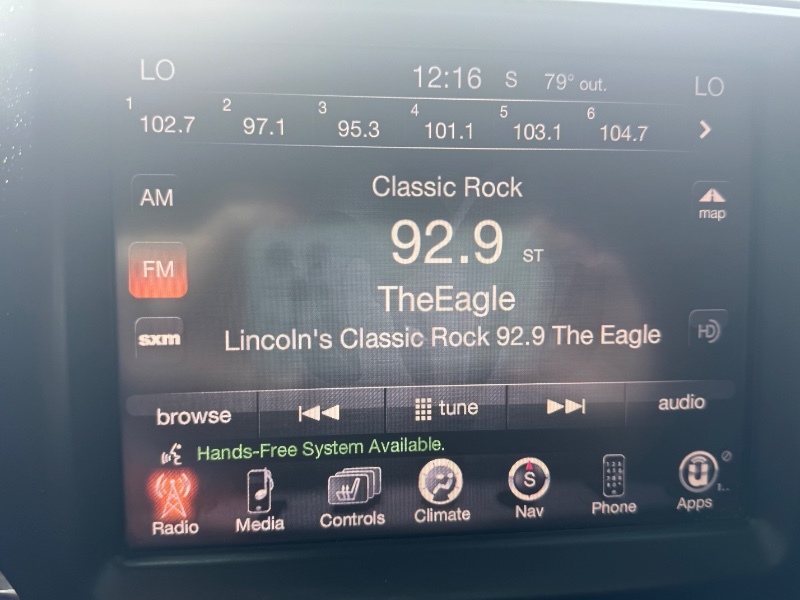 LO 12:16 S 79° out. LO
1 102.7 2 97.1 3 95.3 4 101.1 5 103.1 6 104.7
AM
FM
sxm
Classic Rock
92.9 ST
TheEagle
Lincoln's Classic Rock 92.9 The Eagle
map
HD
browse tune audio
Hands-Free System Available.
Radio Media Controls Climate S Nav Phone U Apps